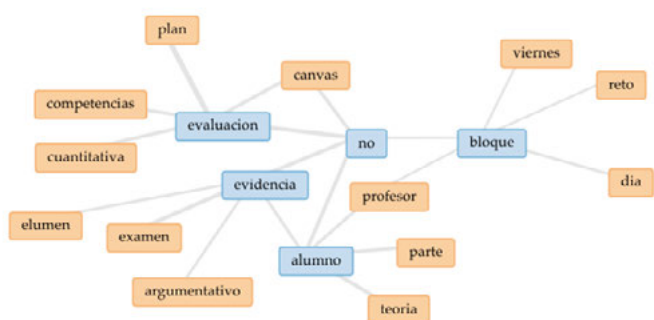 plan
viernes
canvas
reto
competencias
evaluacion
no
bloque
cuantitativa
evidencia
dia
profesor
elumen
examen
parte
alumno
argumentativo
teoria